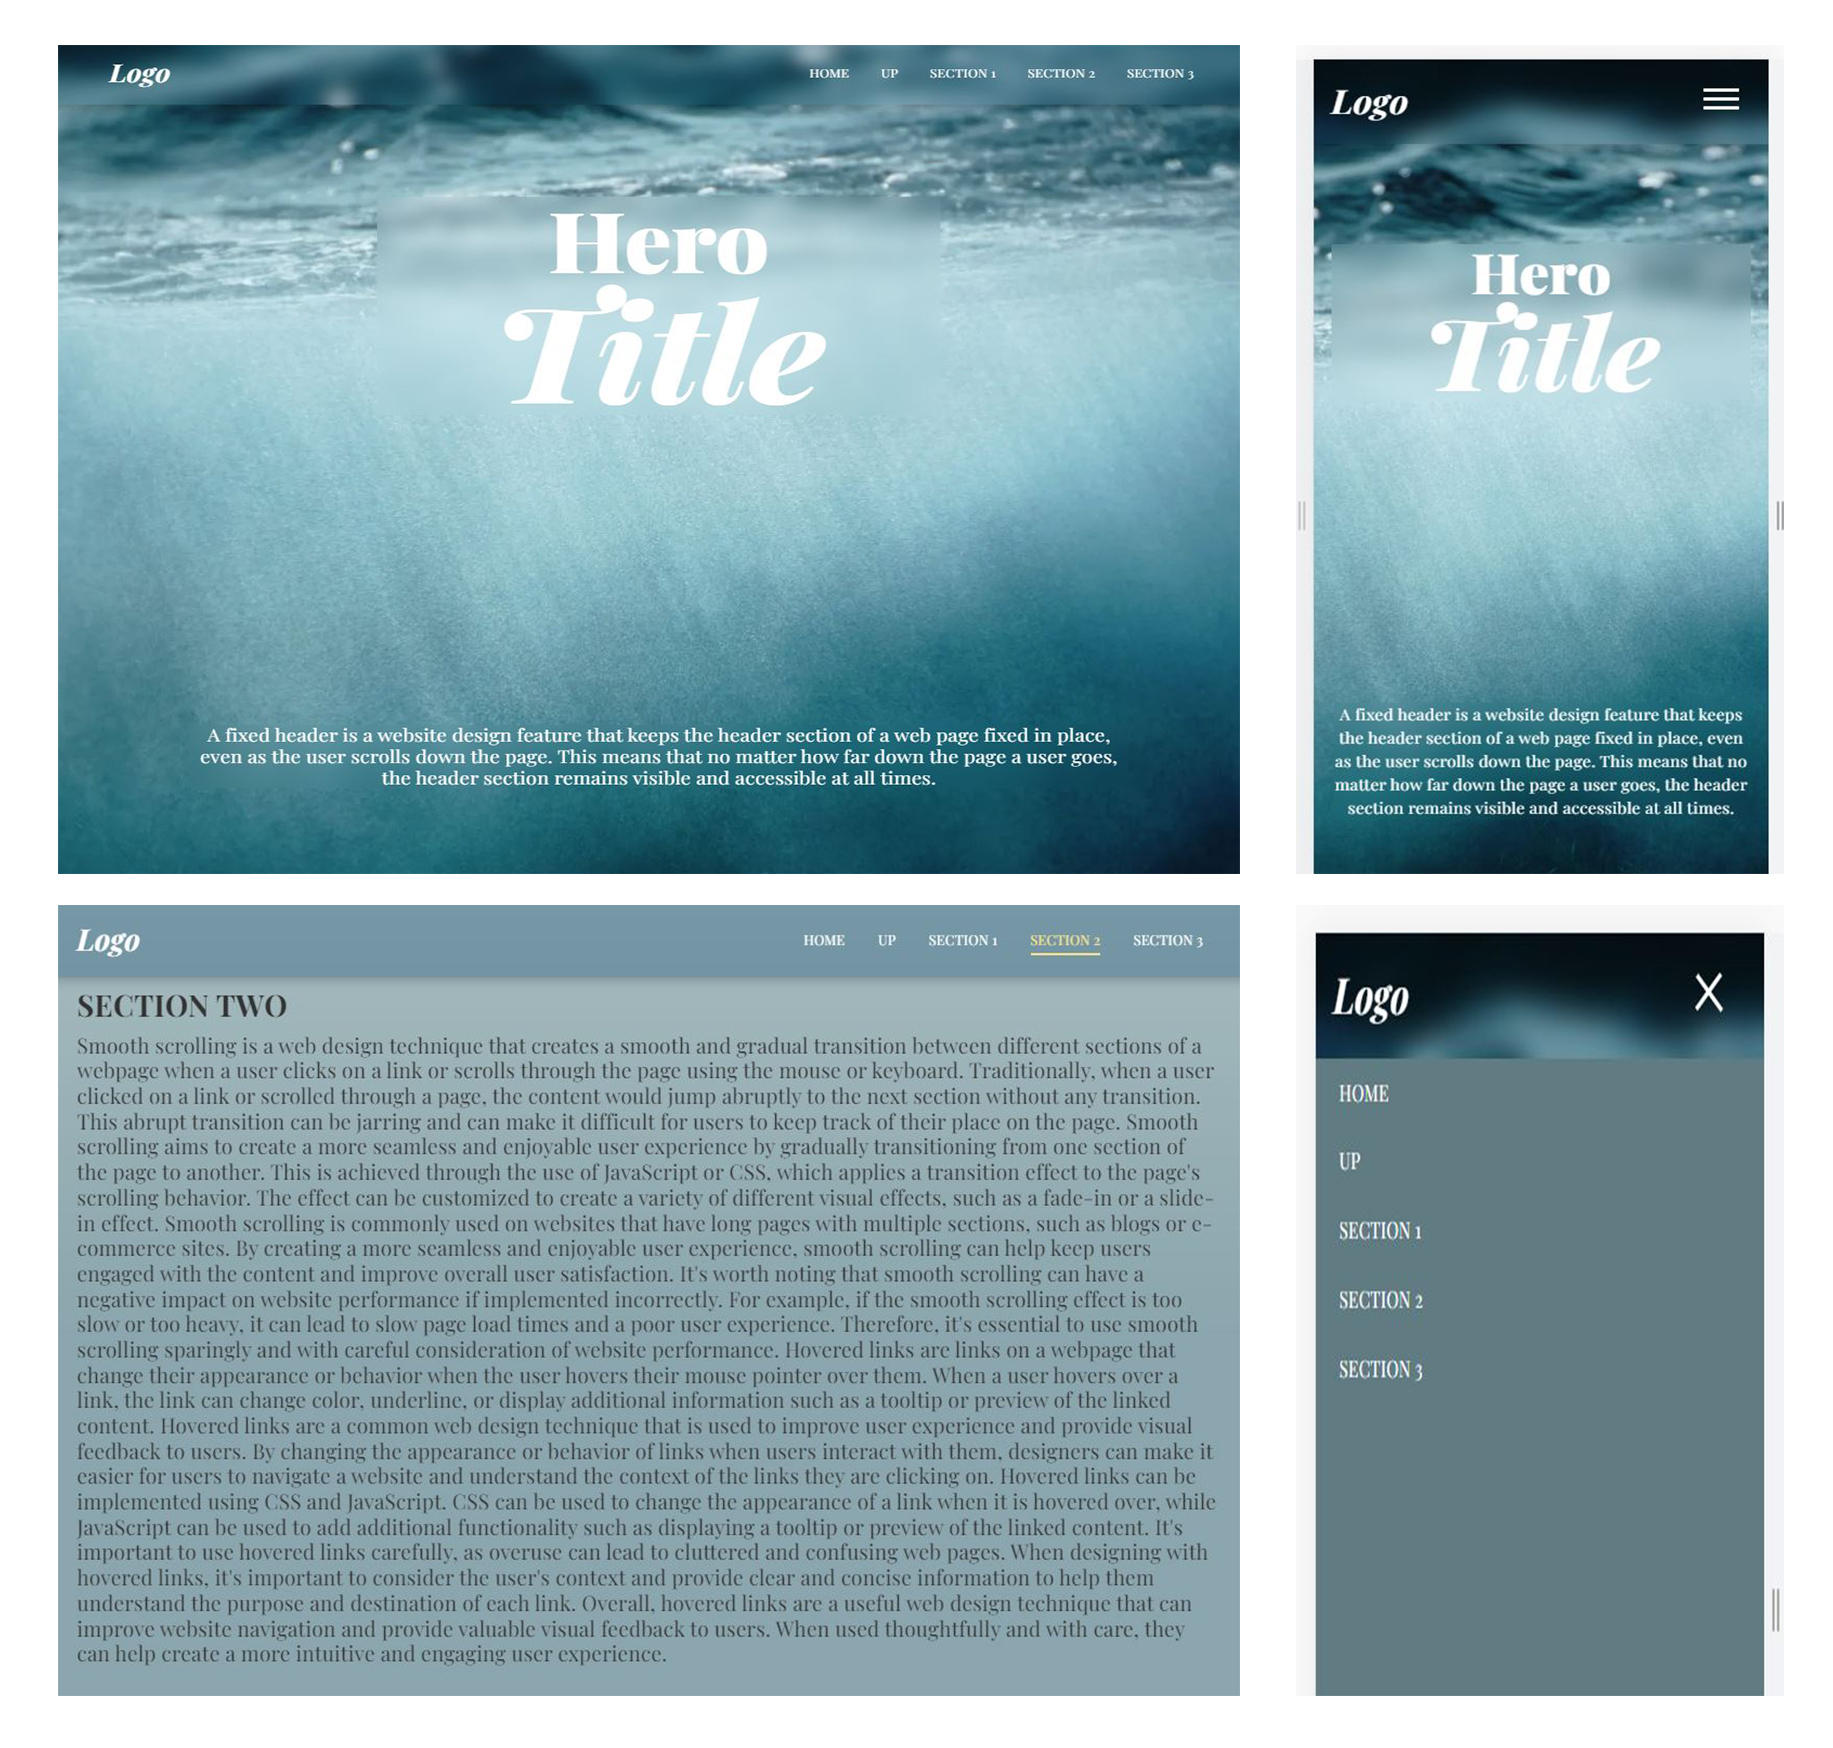 Logo
HOME UP SECTION 1 SECTION 2 SECTION 3
Hero
Title
A fixed header is a website design feature that keeps the header section of a web page fixed in place,
even as the user scrolls down the page. This means that no matter how far down the page a user goes,
the header section remains visible and accessible at all times.
Logo
Hero
Title
A fixed header is a website design feature that keeps
the header section of a web page fixed in place, even
as the user scrolls down the page. This means that no
matter how far down the page a user goes, the header
section remains visible and accessible at all times.
Logo
HOME UP SECTION 1 SECTION 2 SECTION 3
SECTION TWO
Smooth scrolling is a web design technique that creates a smooth and gradual transition between different sections of a
webpage when a user clicks on a link or scrolls through the page using the mouse or keyboard. Traditionally, when a user
clicked on a link or scrolled through a page, the content would jump abruptly to the next section without any transition.
This abrupt transition can be jarring and can make it difficult for users to keep track of their place on the page. Smooth
scrolling aims to create a more seamless and enjoyable user experience by gradually transitioning from one section of
the page to another. This is achieved through the use of JavaScript or CSS, which applies a transition effect to the page's
scrolling behavior. The effect can be customized to create a variety of different visual effects, such as a fade-in or a slide-
in effect. Smooth scrolling is commonly used on websites that have long pages with multiple sections, such as blogs or e-
commerce sites. By creating a more seamless and enjoyable user experience, smooth scrolling can help keep users
engaged with the content and improve overall user satisfaction. It's worth noting that smooth scrolling can have a
negative impact on website performance if implemented incorrectly. For example, if the smooth scrolling effect is too
slow or too heavy, it can lead to slow page load times and a poor user experience. Therefore, it's essential to use smooth
scrolling sparingly and with careful consideration of website performance. Hovered links are links on a webpage that
change their appearance or behavior when the user hovers their mouse pointer over them. When a user hovers over a
link, the link can change color, underline, or display additional information such as a tooltip or preview of the linked
content. Hovered links are a common web design technique that is used to improve user experience and provide visual
feedback to users. By changing the appearance or behavior of links when users interact with them, designers can make it
easier for users to navigate a website and understand the context of the links they are clicking on. Hovered links can be
implemented using CSS and JavaScript. CSS can be used to change the appearance of a link when it is hovered over, while
JavaScript can be used to add additional functionality such as displaying a tooltip or preview of the linked content. It's
important to use hovered links carefully, as overuse can lead to cluttered and confusing web pages. When designing with
hovered links, it's important to consider the user's context and provide clear and concise information to help them
understand the purpose and destination of each link. Overall, hovered links are a useful web design technique that can
improve website navigation and provide valuable visual feedback to users. When used thoughtfully and with care, they
can help create a more intuitive and engaging user experience.
Logo X
HOME
UP
SECTION 1
SECTION 2
SECTION 3